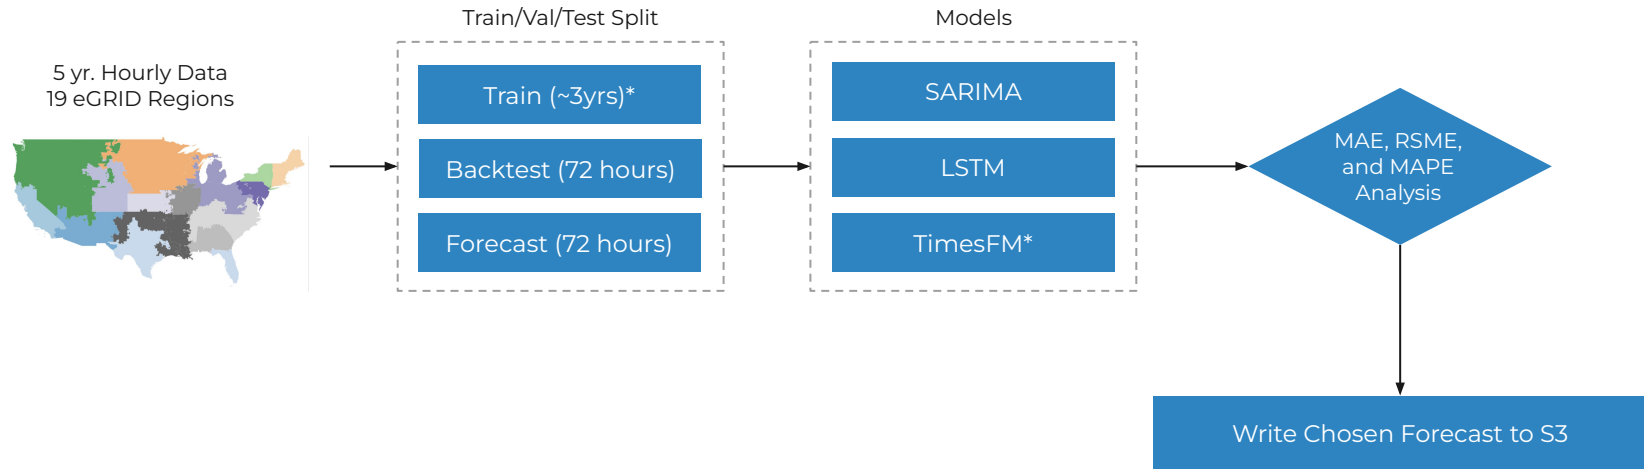 5 yr. Hourly Data
19 eGRID Regions
Train/Val/Test Split
Train (~3yrs)*
Backtest (72 hours)
Forecast (72 hours)
Models
SARIMA
LSTM
TimesFM*
MAE, RSME,
and MAPE
Analysis
Write Chosen Forecast to S3